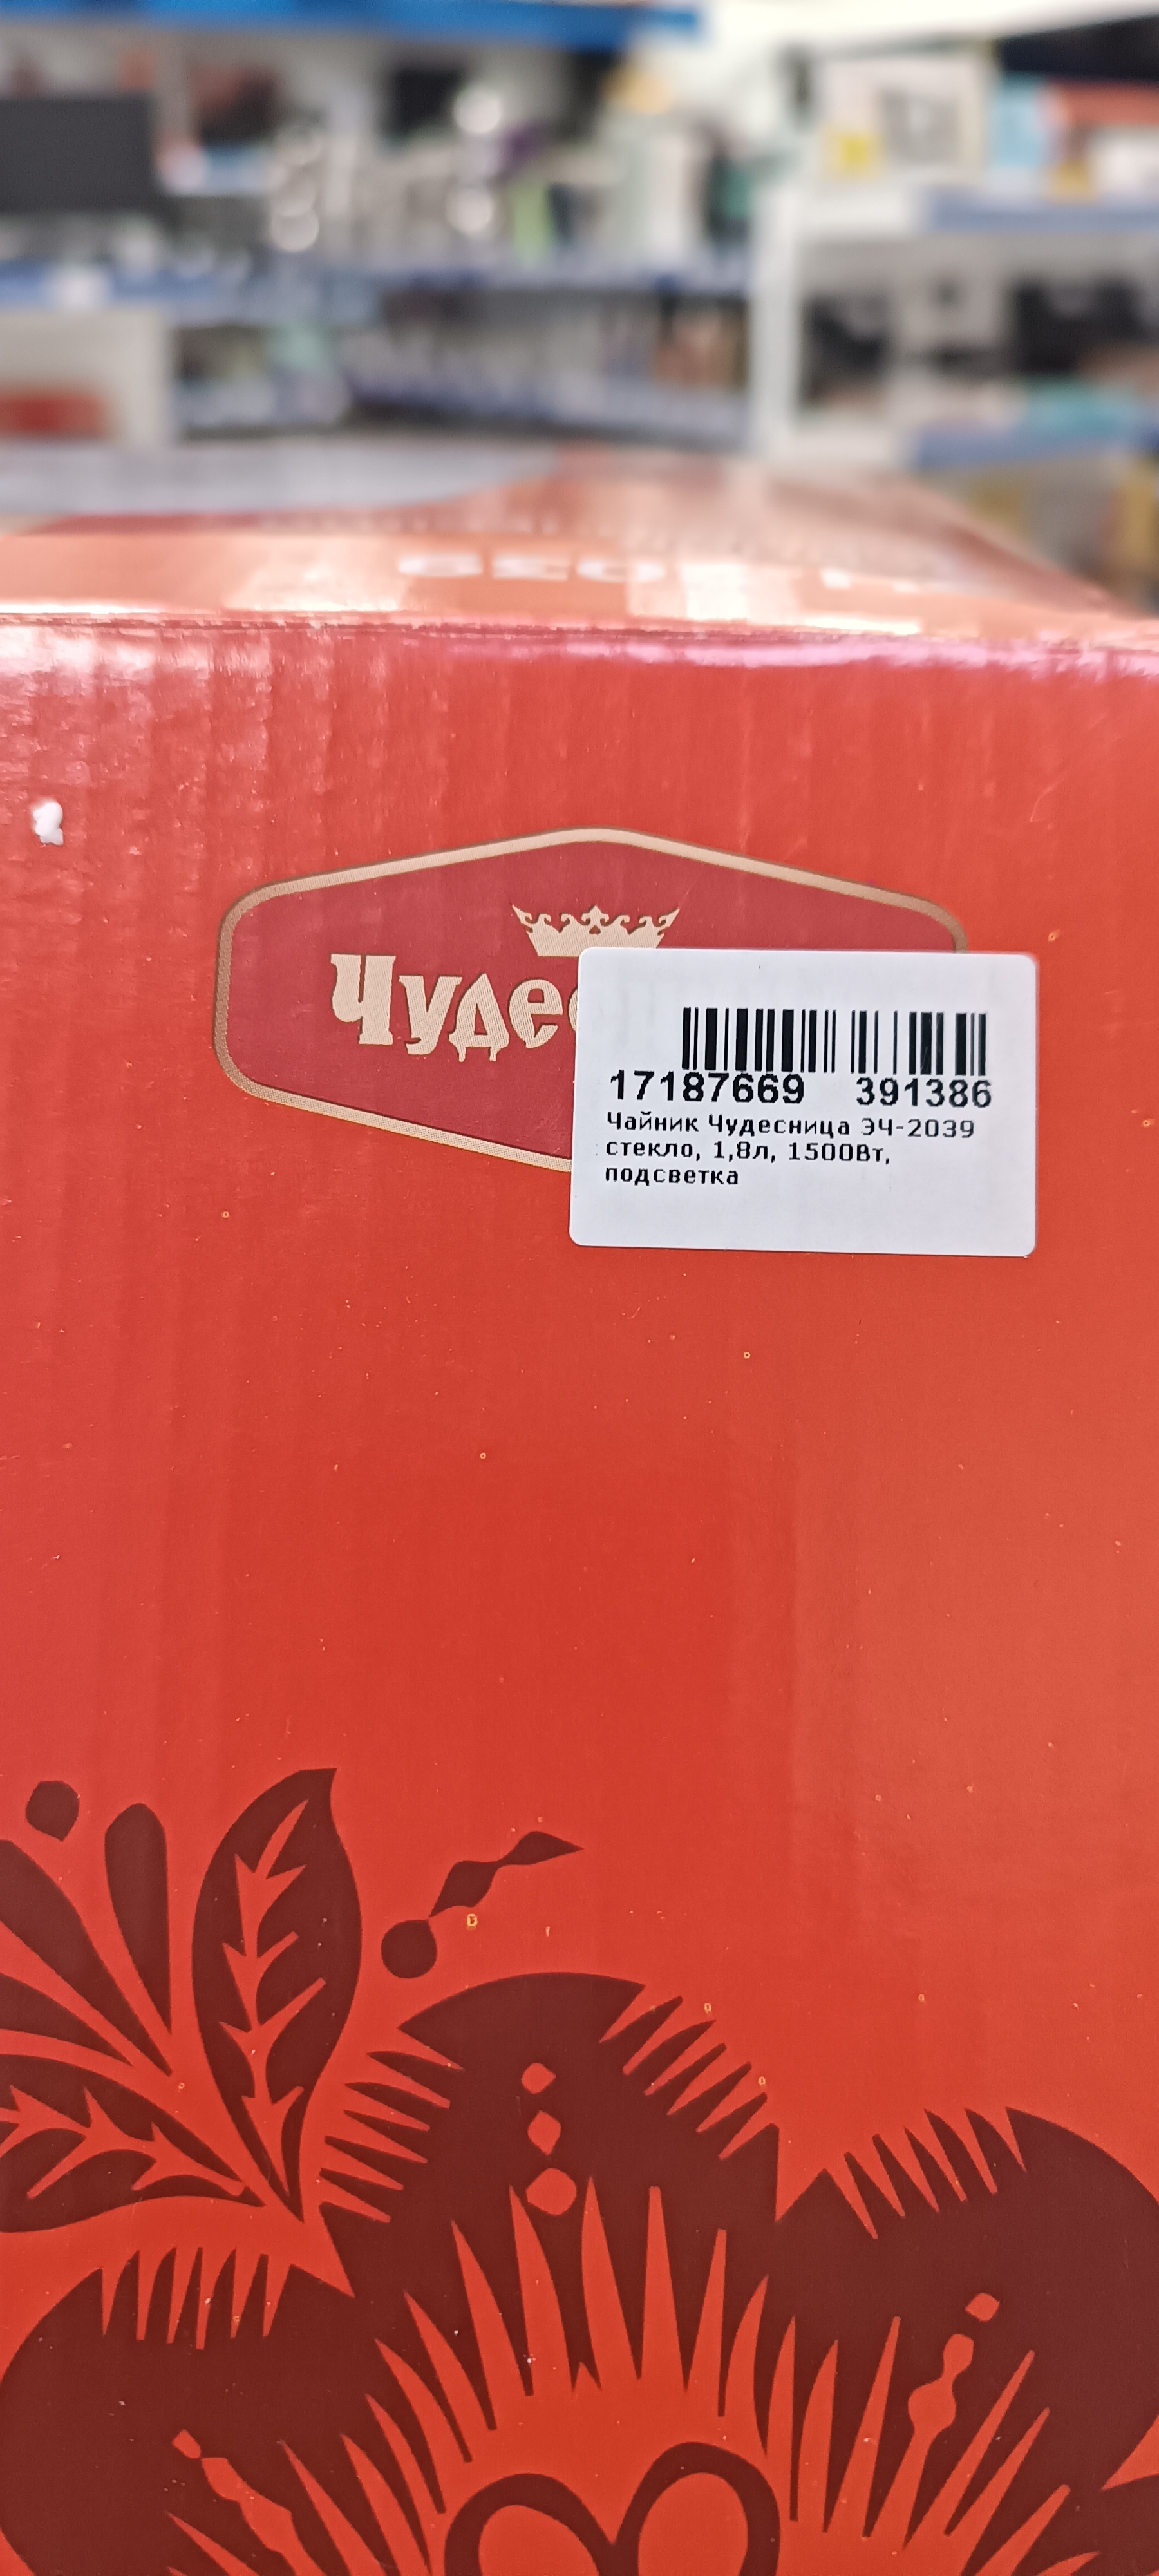 Чудес
17187669 391386
Чайник Чудесница ЭЧ-2039
стекло, 1,8л, 1500Вт,
подсветка